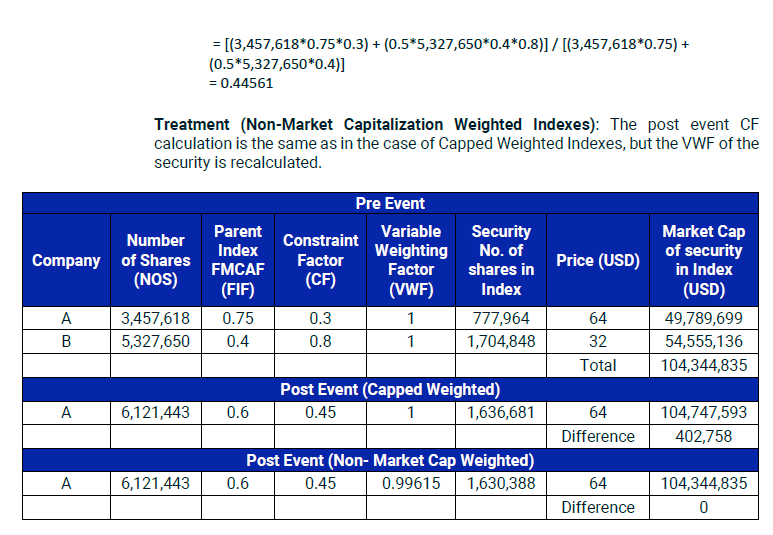 = [(3,457,618*0.75*0.3) + (0.5*5,327,650*0.4*0.8)] / [(3,457,618*0.75) +
(0.5*5,327,650*0.4)]
= 0.44561
Treatment (Non-Market Capitalization Weighted Indexes): The post event CF
calculation is the same as in the case of Capped Weighted Indexes, but the VWF of the
security is recalculated.
Pre Event
Company Number of Shares (NOS) Parent Index FMCAF (FIF) Constraint Factor (CF) Variable Weighting Factor (VWF) Security No. of shares in Index Price (USD) Market Cap of security in Index (USD)
A 3,457,618 0.75 0.3 1 777,964 64 49,789,699
B 5,327,650 0.4 0.8 1 1,704,848 32 54,555,136
Total 104,344,835
Post Event (Capped Weighted)
A 6,121,443 0.6 0.45 1 1,636,681 64 104,747,593
Difference 402,758
Post Event (Non- Market Cap Weighted)
A 6,121,443 0.6 0.45 0.99615 1,630,388 64 104,344,835
Difference 0